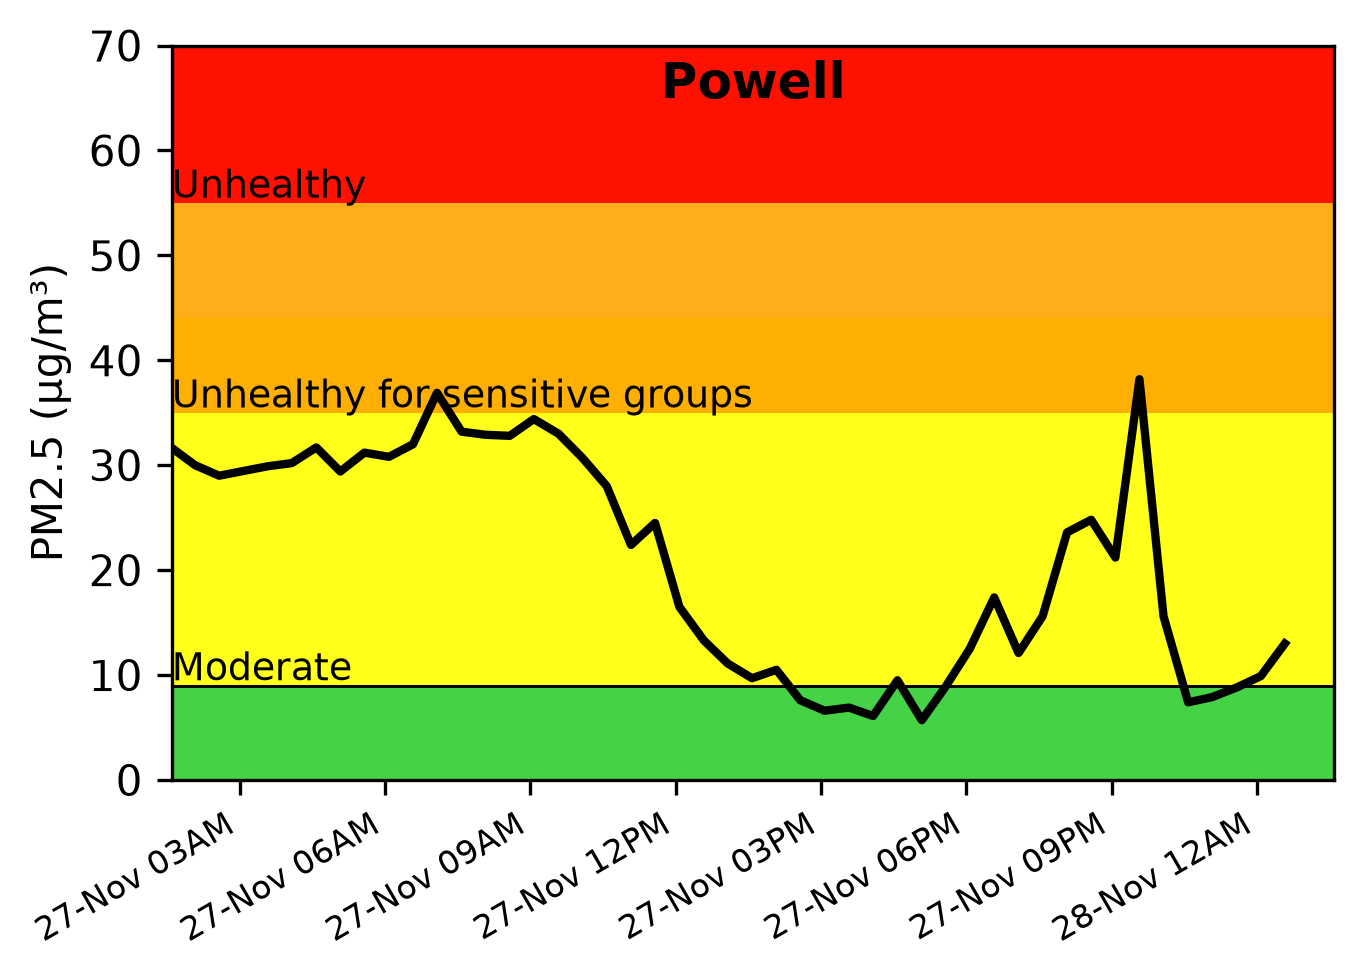 Powell
PM2.5 (µg/m³)
70
60
50
40
30
20
10
0
Unhealthy
Unhealthy for sensitive groups
Moderate
27-Nov 03AM
27-Nov 06AM
27-Nov 09AM
27-Nov 12PM
27-Nov 03PM
27-Nov 06PM
27-Nov 09PM
28-Nov 12AM